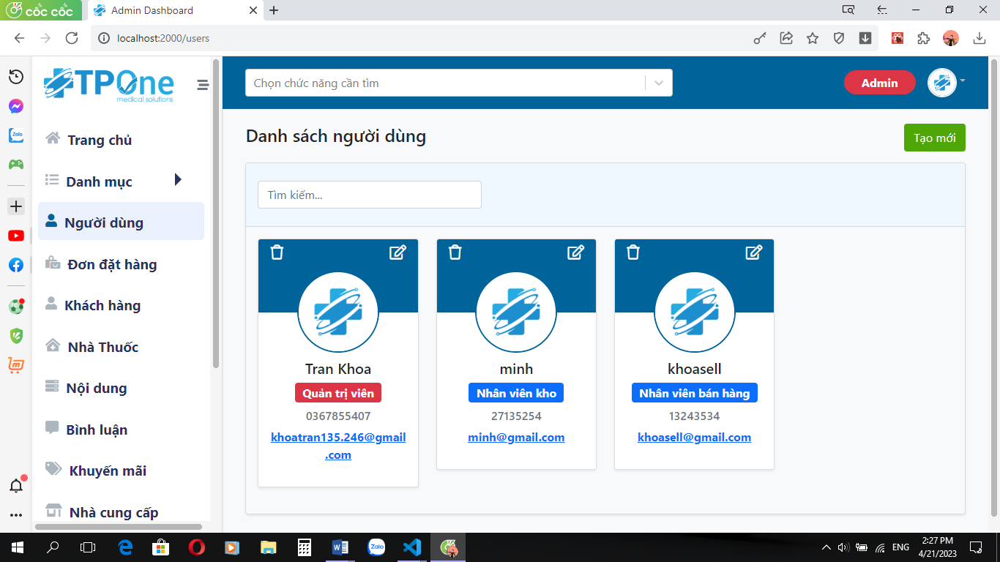 cốc cốc
Admin Dashboard
localhost:2000/users
TPOne
medical solutions
Chọn chức năng cần tìm
Admin
Trang chủ
Danh mục
Người dùng
Đơn đặt hàng
Khách hàng
Nhà Thuốc
Nội dung
Bình luận
Khuyến mãi
Nhà cung cấp
Danh sách người dùng
Tạo mới
Tìm kiếm...
Tran Khoa
Quản trị viên
0367855407
khoatran135.246@gmail
.com
minh
Nhân viên kho
27135254
minh@gmail.com
khoasell
Nhân viên bán hàng
13243534
khoasell@gmail.com
Zalo
Zalo
ENG
2:27 PM
4/21/2023